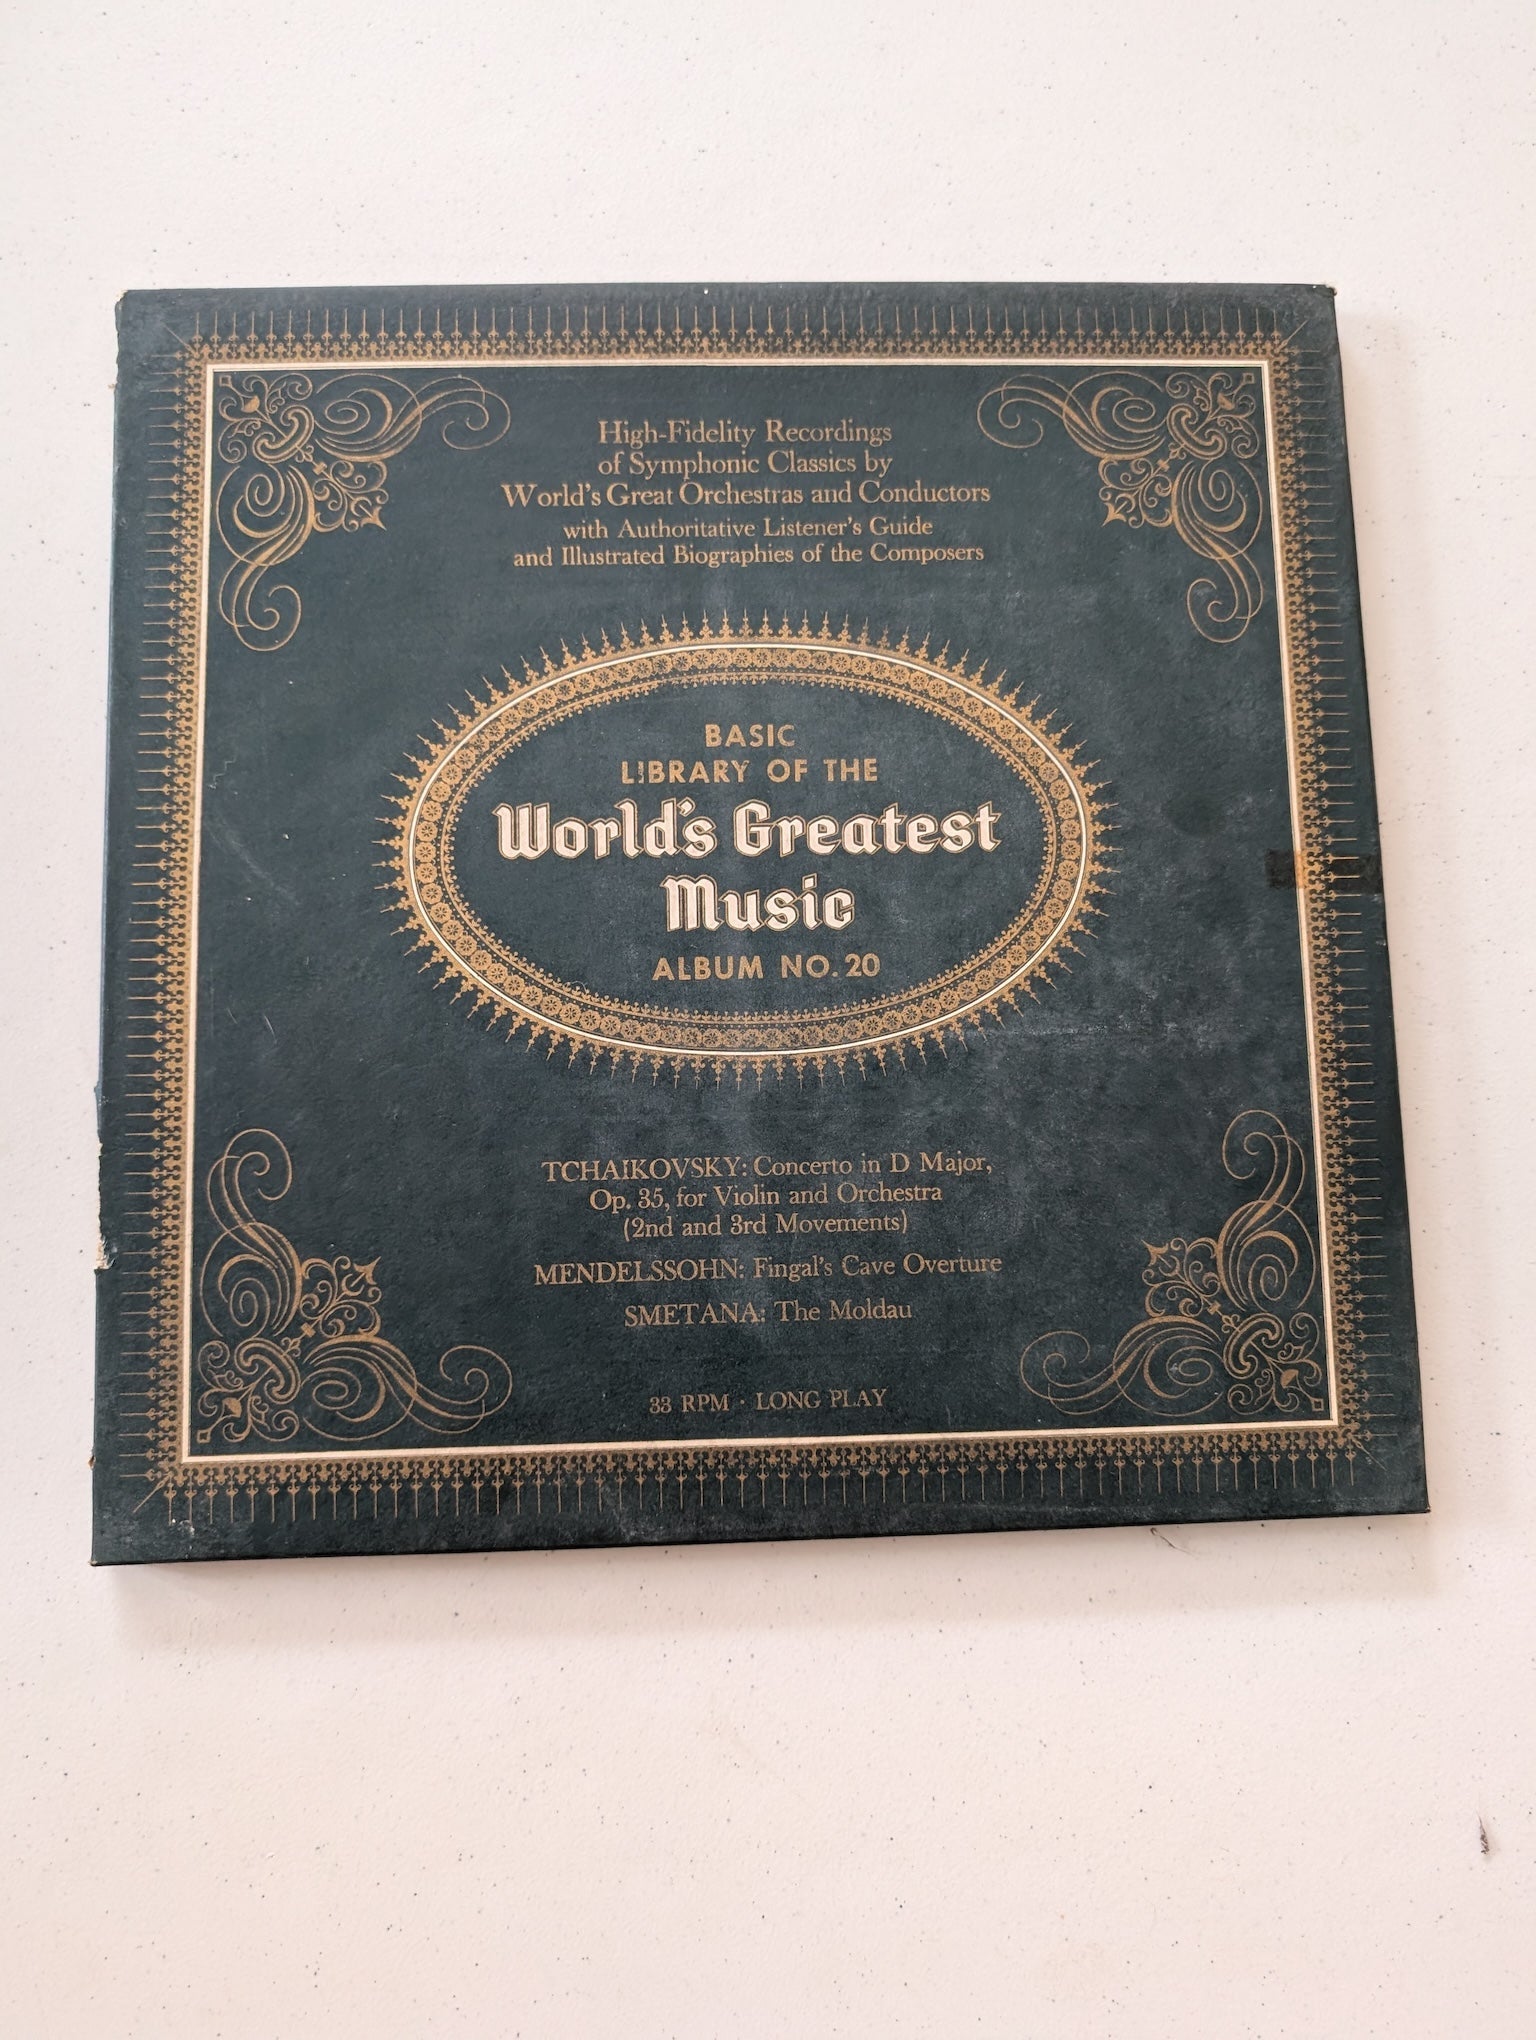 High-Fidelity Recordings
of Symphonic Classics by
World's Great Orchestras and Conductors
with Authoritative Listener's Guide
and Illustrated Biographies of the Composers
BASIC
LIBRARY OF THE
World's Greatest
Music
ALBUM NO. 20
TCHAIKOVSKY: Concerto in D Major,
Op. 35, for Violin and Orchestra
(2nd and 3rd Movements)
MENDELSSOHN: Fingal's Cave Overture
SMETANA: The Moldau
33 RPM · LONG PLAY